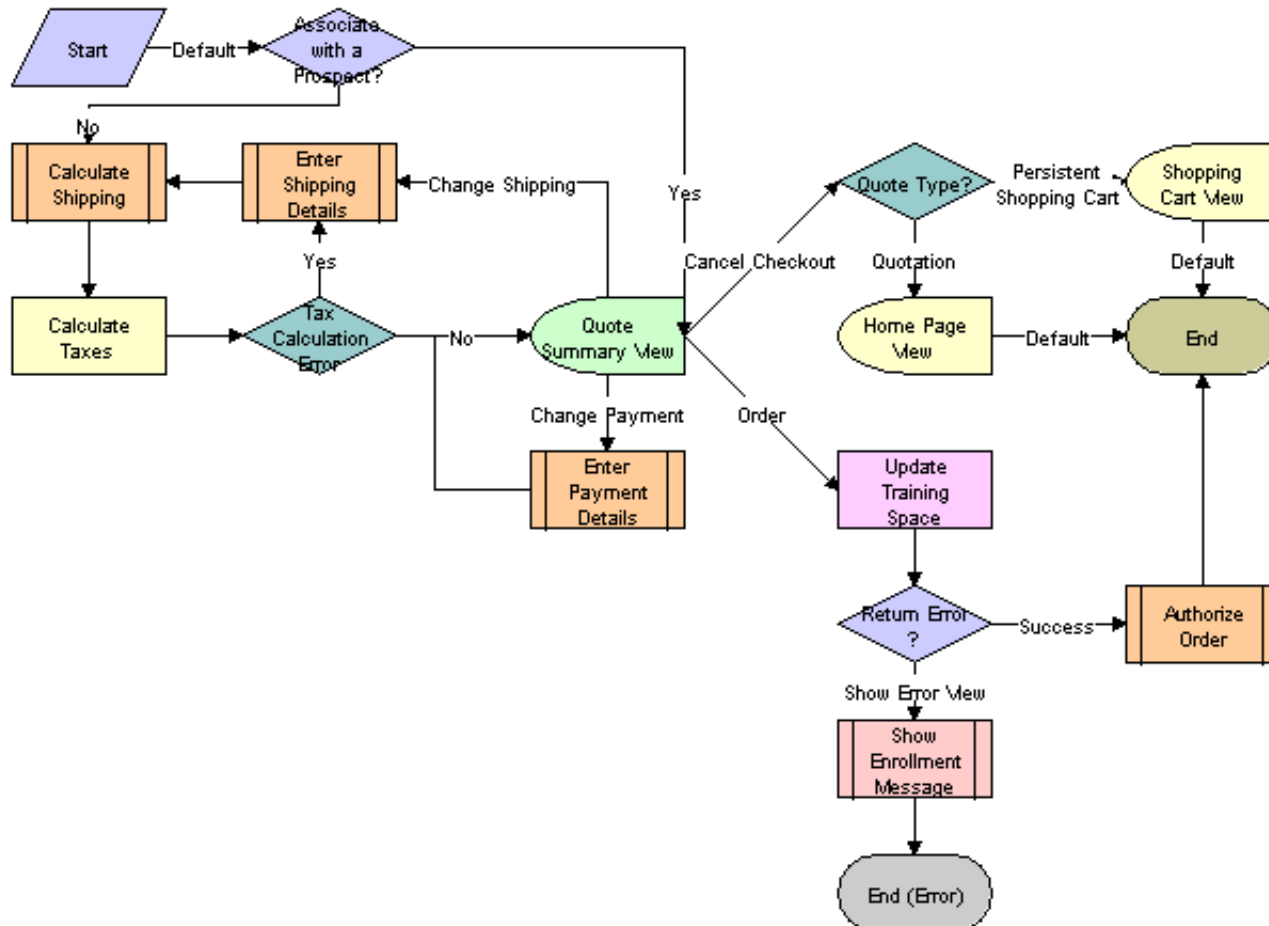 Start
Default
Associate
with a
Prospect?
No
Yes
Calculate
Shipping
Enter
Shipping
Details
Change Shipping
Quote Type?
Persistent
Shopping Cart
Shopping
Cart View
Yes
Cancel Checkout
Quotation
Default
Calculate
Taxes
Tax
Calculation
Error
No
Quote
Summary View
Home Page
View
Default
End
Change Payment
Order
Enter
Payment
Details
Update
Training
Space
Return Error
?
Success
Authorize
Order
Show Error View
Show
Enrollment
Message
End (Error)